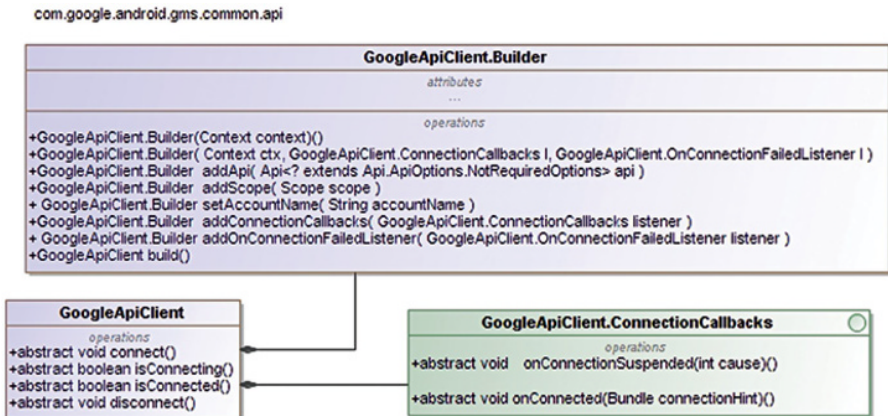 com.google.android.gms.common.api
GoogleApiClient.Builder
attributes
...
operations
+GoogleApiClient.Builder(Context context)()
+GoogleApiClient.Builder( Context ctx, GoogleApiClient.ConnectionCallbacks l, GoogleApiClient.OnConnectionFailedListener l )
+GoogleApiClient.Builder addApi( Api<? extends Api.ApiOptions.NotRequiredOptions> api )
+GoogleApiClient.Builder addScope( Scope scope )
+ GoogleApiClient.Builder setAccountName( String accountName )
+GoogleApiClient.Builder addConnectionCallbacks( GoogleApiClient.ConnectionCallbacks listener )
+ GoogleApiClient.Builder addOnConnectionFailedListener( GoogleApiClient.OnConnectionFailedListener listener )
+GoogleApiClient build()
GoogleApiClient
operations
+abstract void connect()
+abstract boolean isConnecting()
+abstract boolean isConnected()
+abstract void disconnect()
GoogleApiClient.ConnectionCallbacks
operations
+abstract void onConnectionSuspended(int cause)()
+abstract void onConnected(Bundle connectionHint)()